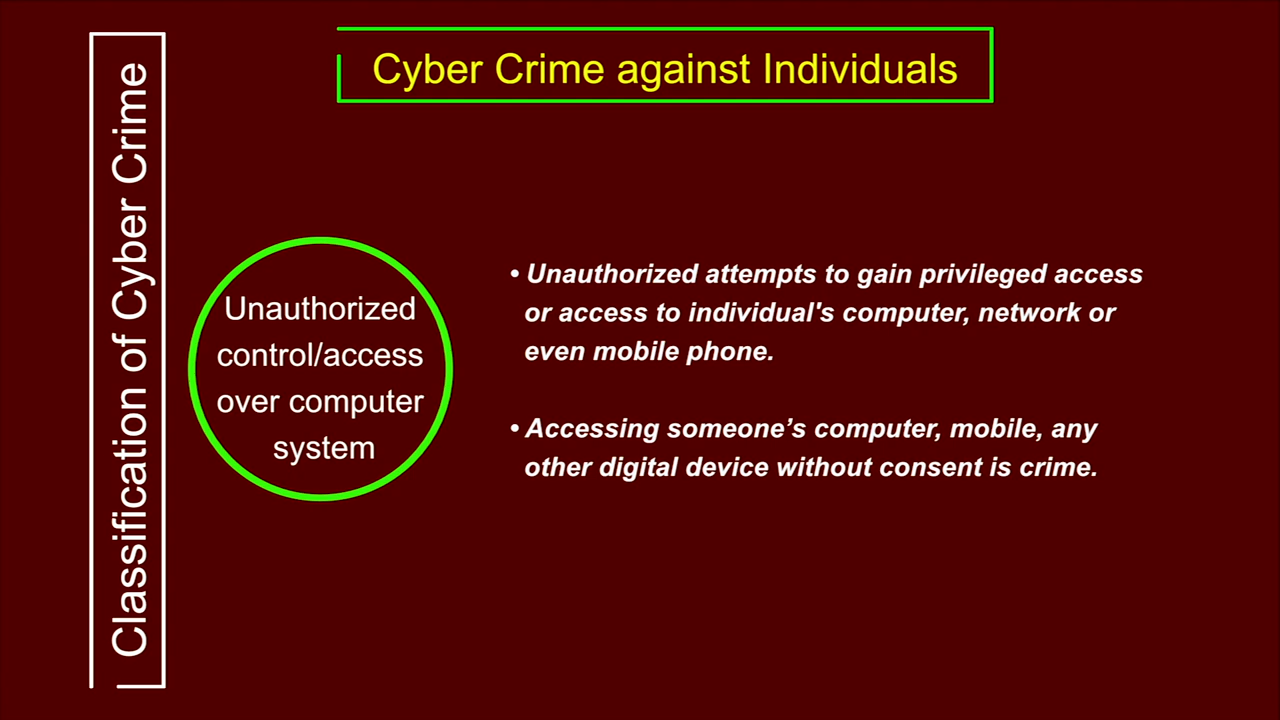 Classification of Cyber Crime
Cyber Crime against Individuals
Unauthorized
control/access
over computer
system
• Unauthorized attempts to gain privileged access
or access to individual's computer, network or
even mobile phone.
• Accessing someone’s computer, mobile, any
other digital device without consent is crime.